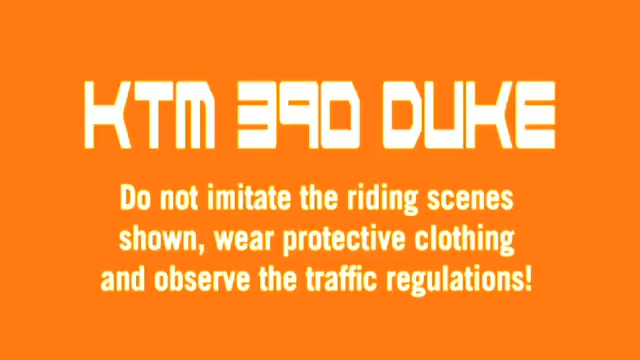 KTM 390 DUKE
Do not imitate the riding scenes
shown, wear protective clothing
and observe the traffic regulations!